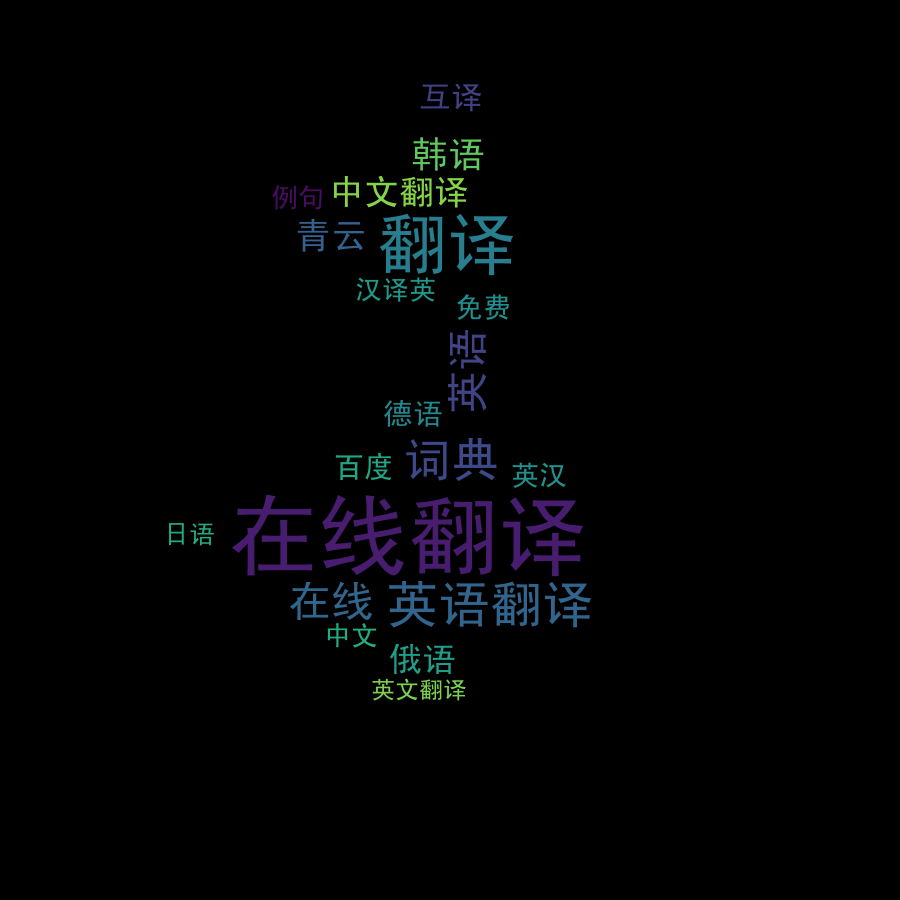 互译
韩语
例句 中文翻译
青云 翻译
汉译英
免费
英语
德语
词典
百度 英汉
在线翻译
日语
在线 英语翻译
中文
俄语
英文翻译